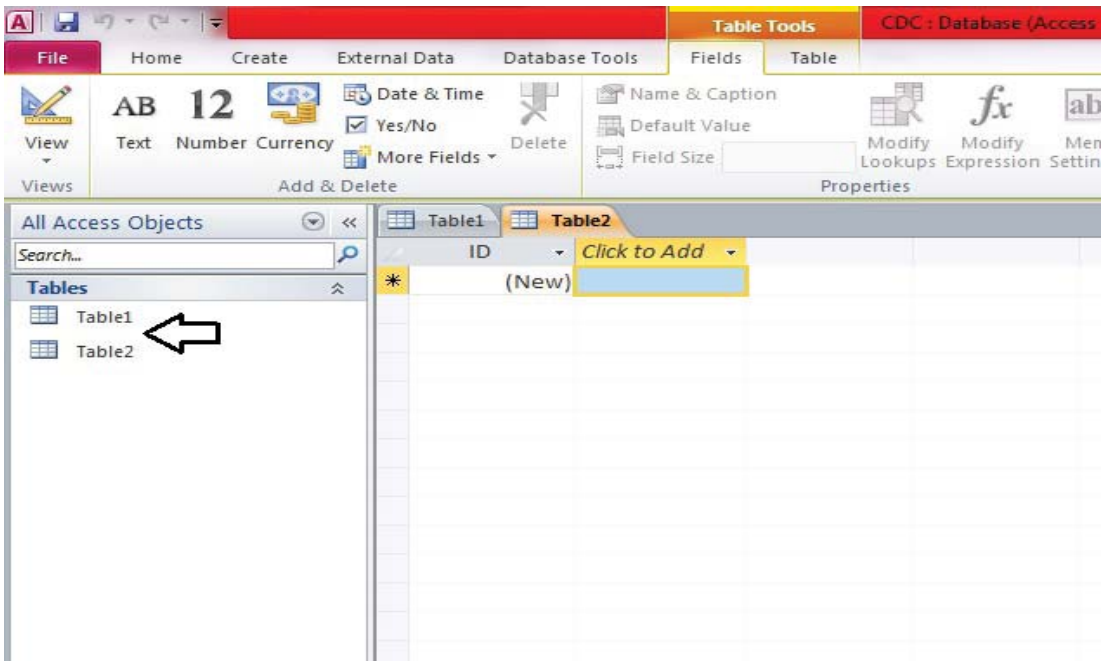 A
Table Tools
CDC : Database (Access
File Home Create External Data Database Tools Fields Table
View
AB Text
12 Number
Currency
Date & Time
Yes/No
More Fields
Delete
Name & Caption
Default Value
Field Size
Modify Lookups
fx Modify Expression
ab
Views Add & Delete Properties
All Access Objects
Search...
Tables
Table1
Table2
Table1 Table2
ID Click to Add
* (New)